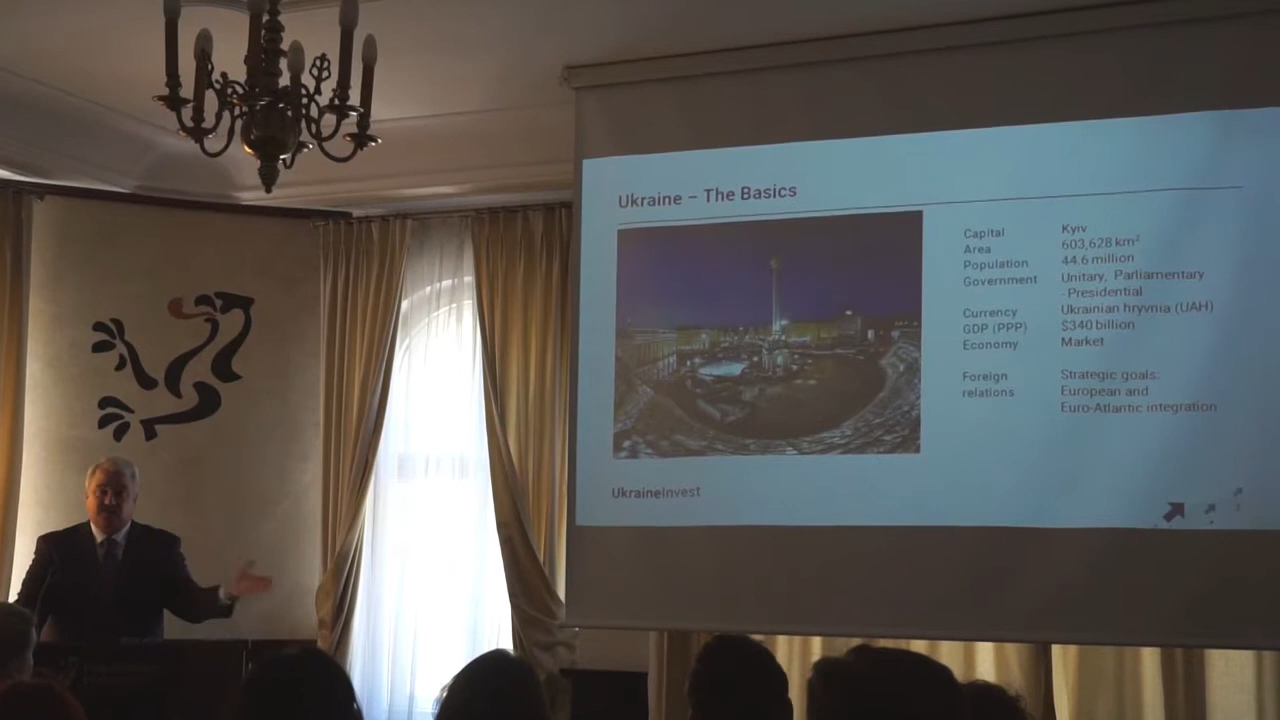 Ukraine – The Basics
Capital Kyiv
Area 603,628 km²
Population 44.6 million
Government Unitary, Parliamentary
- Presidential
Currency Ukrainian hryvnia (UAH)
GDP (PPP) $340 billion
Economy Market
Foreign Strategic goals:
relations European and
Euro-Atlantic integration
UkraineInvest